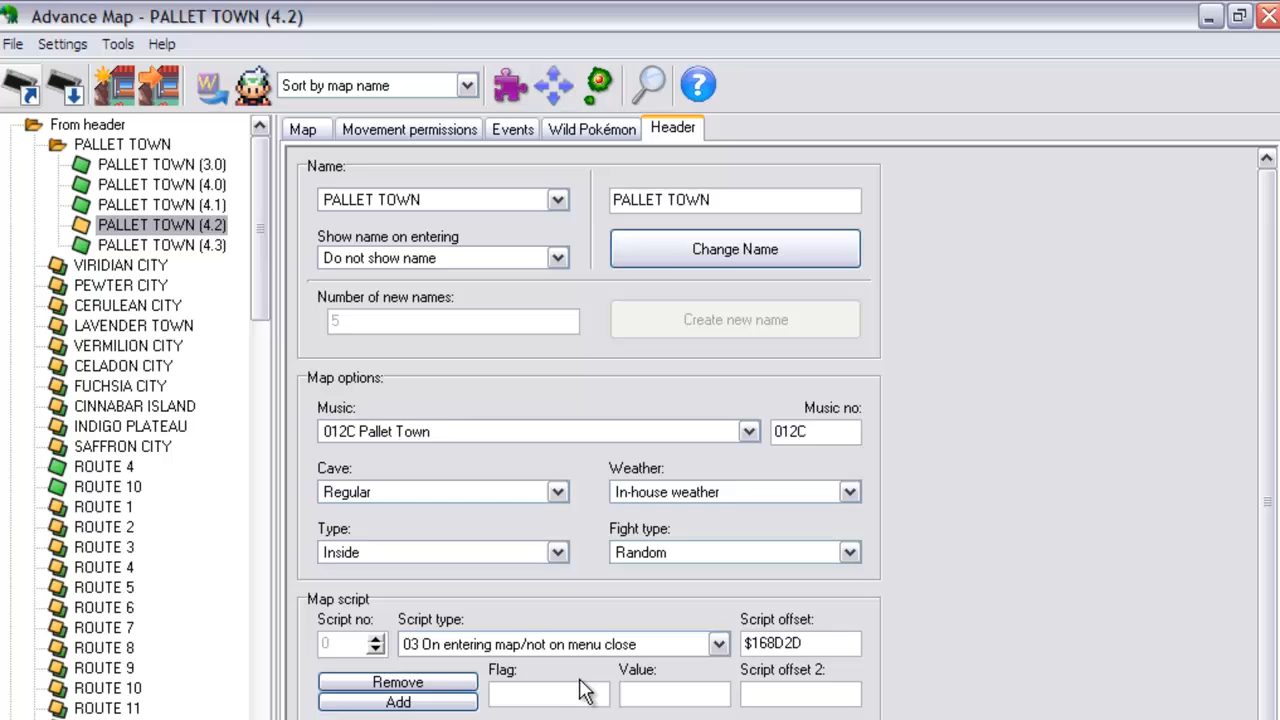 Advance Map - PALLET TOWN (4.2)
File Settings Tools Help
W Sort by map name ?
From header
PALLET TOWN
PALLET TOWN (3.0)
PALLET TOWN (4.0)
PALLET TOWN (4.1)
PALLET TOWN (4.2)
PALLET TOWN (4.3)
VIRIDIAN CITY
PEWTER CITY
CERULEAN CITY
LAVENDER TOWN
VERMILION CITY
CELADON CITY
FUCHSIA CITY
CINNABAR ISLAND
INDIGO PLATEAU
SAFFRON CITY
ROUTE 4
ROUTE 10
ROUTE 1
ROUTE 2
ROUTE 3
ROUTE 4
ROUTE 5
ROUTE 6
ROUTE 7
ROUTE 8
ROUTE 9
ROUTE 10
ROUTE 11
Map Movement permissions Events Wild Pokémon Header
Name:
PALLET TOWN PALLET TOWN
Show name on entering
Do not show name Change Name
Number of new names:
5 Create new name
Map options:
Music: Music no:
012C Pallet Town 012C
Cave: Weather:
Regular In-house weather
Type: Fight type:
Inside Random
Map script
Script no: Script type: Script offset:
0 03 On entering map/not on menu close $168D2D
Flag: Value: Script offset 2:
Remove
Add